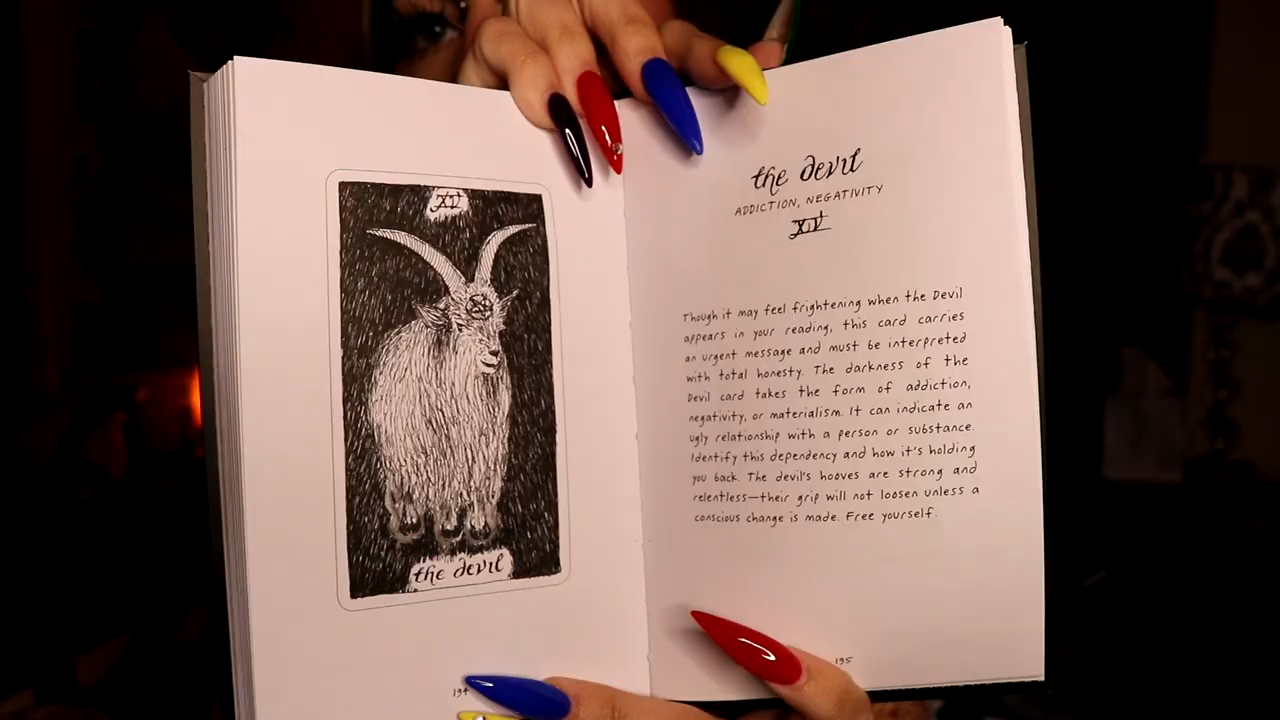 XV
the devil
134
the devil
ADDICTION, NEGATIVITY
XV
Though it may feel frightening when the Devil
appears in your reading, this card carries
an urgent message and must be interpreted
with total honesty. The darkness of the
Devil card takes the form of addiction,
negativity, or materialism. It can indicate an
ugly relationship with a person or substance.
Identify this dependency and how it's holding
you back. The devil's hooves are strong and
relentless—their grip will not loosen unless a
conscious change is made. Free yourself.
135